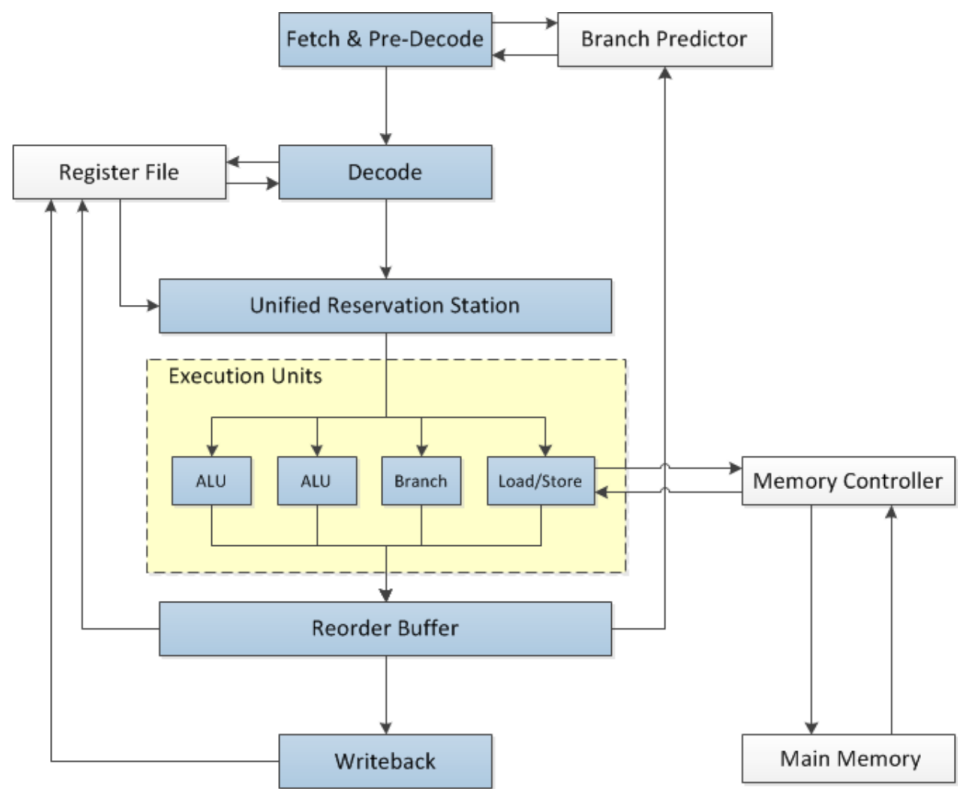 Fetch & Pre-Decode
Branch Predictor
Register File
Decode
Unified Reservation Station
Execution Units
ALU
ALU
Branch
Load/Store
Memory Controller
Reorder Buffer
Writeback
Main Memory